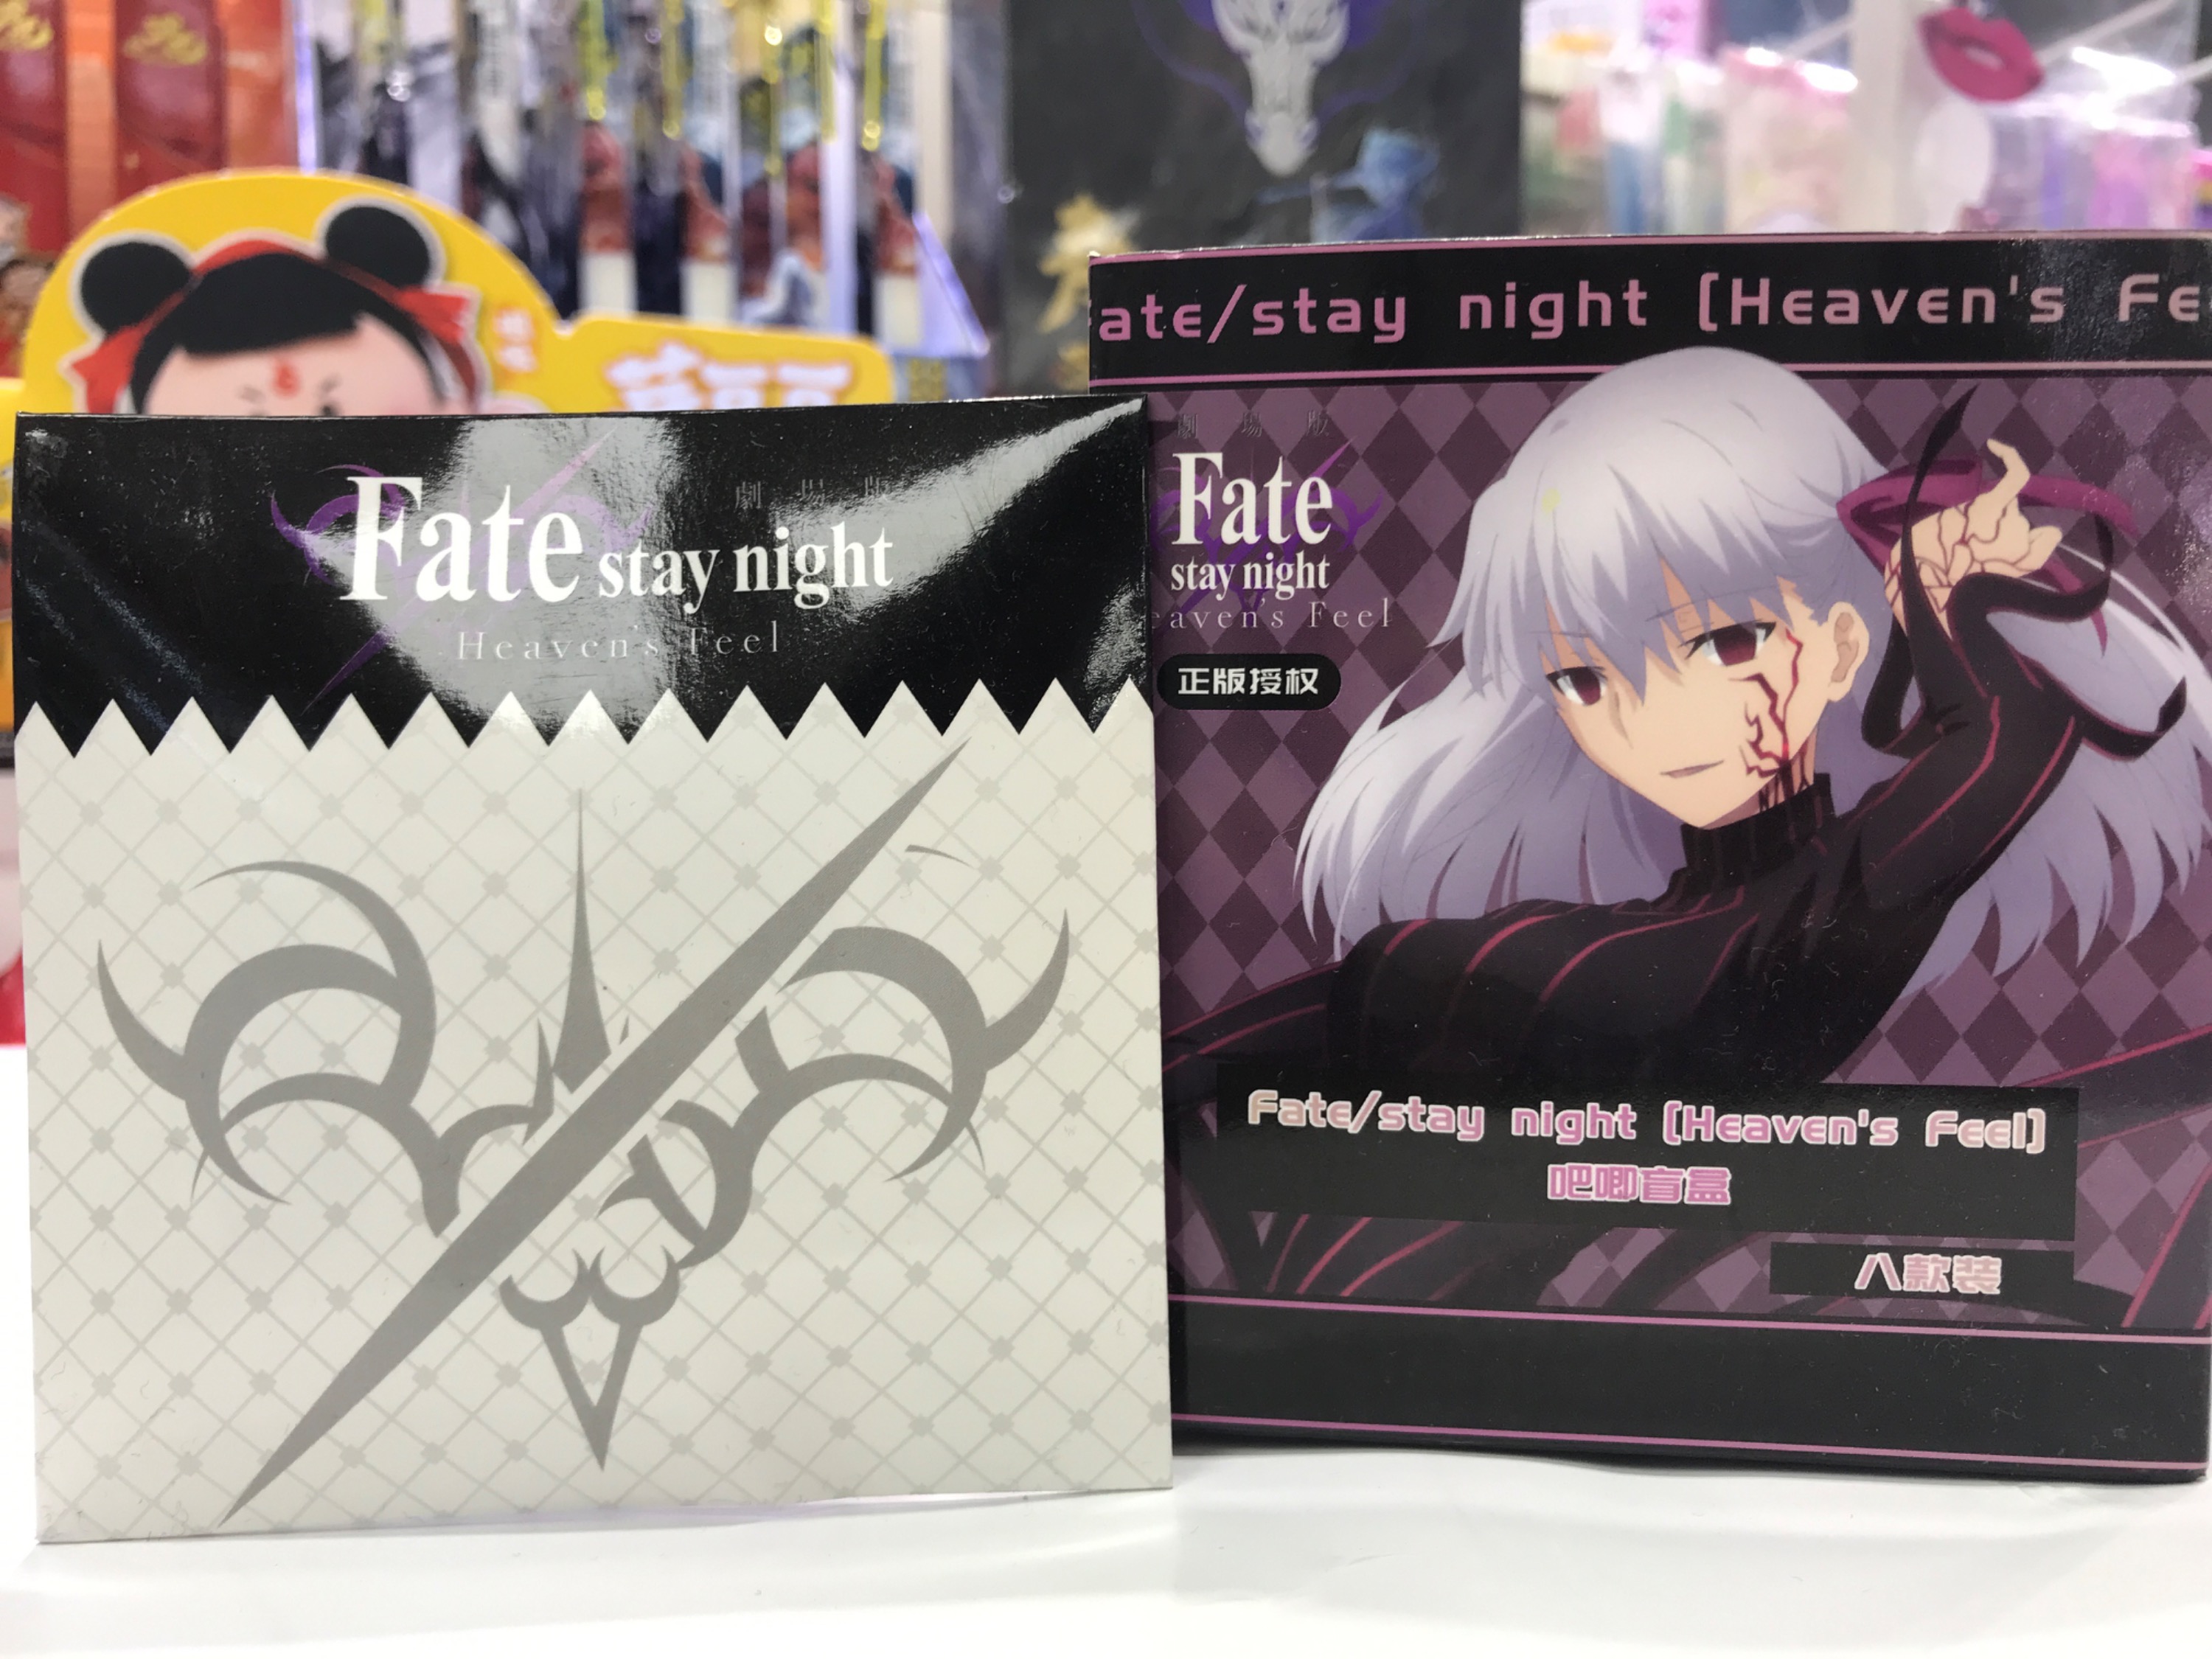 劇場版
Fate stay night
Heaven's Feel
ate/stay night [Heaven's Fe
劇場版
Fate
stay night
eaven's Feel
正版授权
Fate/stay night [Heaven's Feel]
吧唧盲盒
八款装